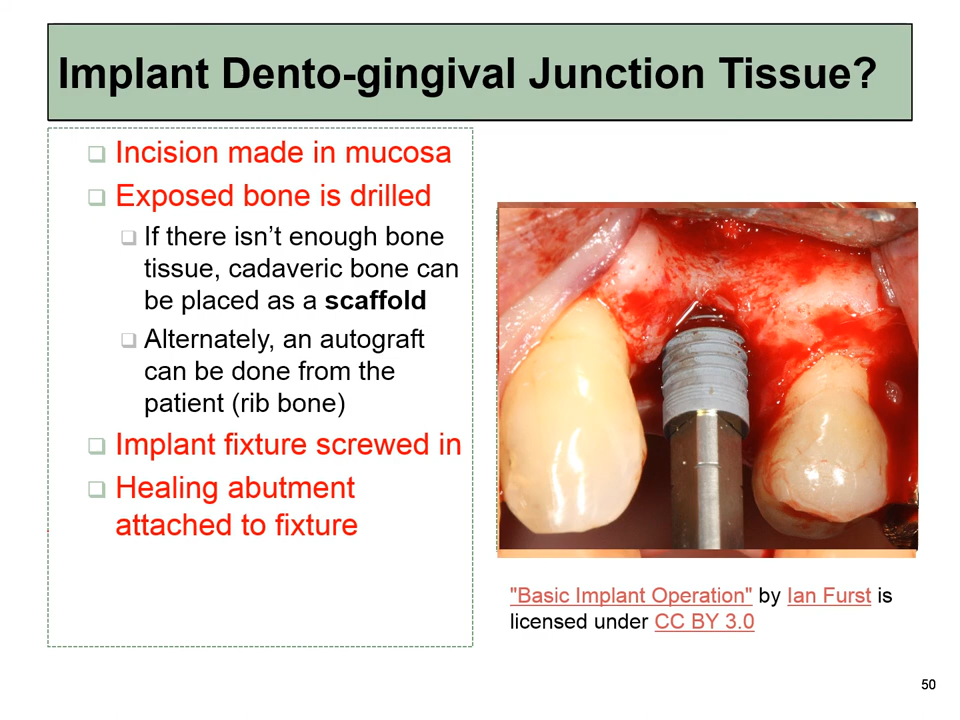 Implant Dento-gingival Junction Tissue?
Incision made in mucosa
Exposed bone is drilled
If there isn’t enough bone
tissue, cadaveric bone can
be placed as a scaffold
Alternately, an autograft
can be done from the
patient (rib bone)
Implant fixture screwed in
Healing abutment
attached to fixture
"Basic Implant Operation" by Ian Furst is
licensed under CC BY 3.0
50